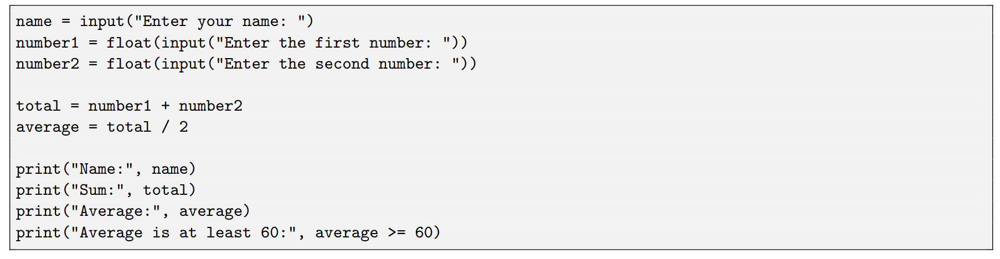 name = input("Enter your name: ")
number1 = float(input("Enter the first number: "))
number2 = float(input("Enter the second number: "))
total = number1 + number2
average = total / 2
print("Name:", name)
print("Sum:", total)
print("Average:", average)
print("Average is at least 60:", average >= 60)